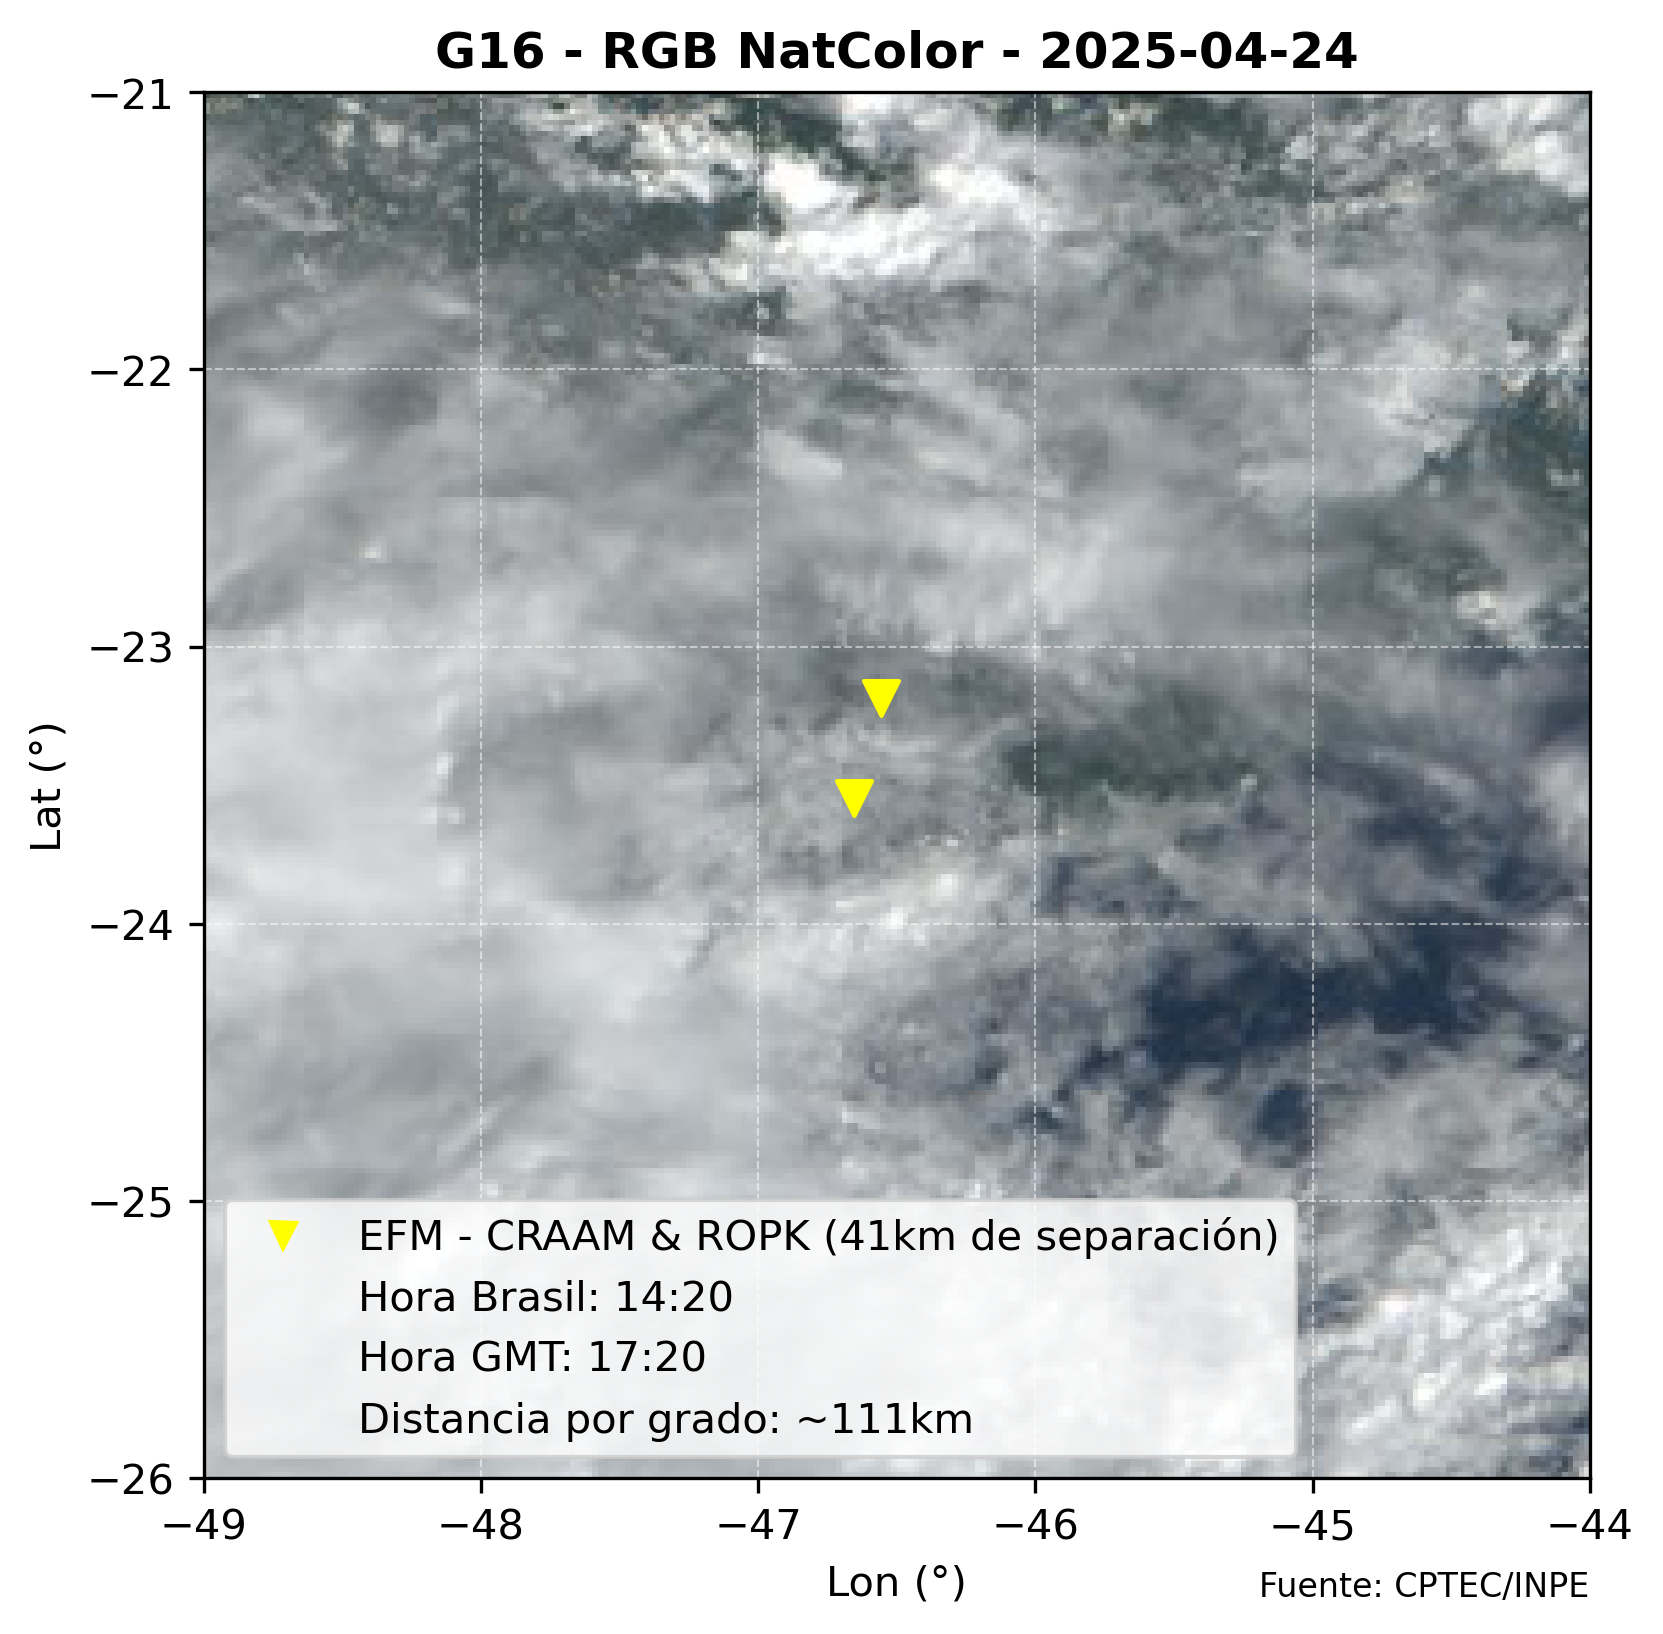 G16 - RGB NatColor - 2025-04-24
−21
−22
−23
−24
−25
−26
Lat (°)
EFM - CRAAM & ROPK (41km de separación)
Hora Brasil: 14:20
Hora GMT: 17:20
Distancia por grado: ~111km
−49 −48 −47 −46 −45 −44
Lon (°)
Fuente: CPTEC/INPE